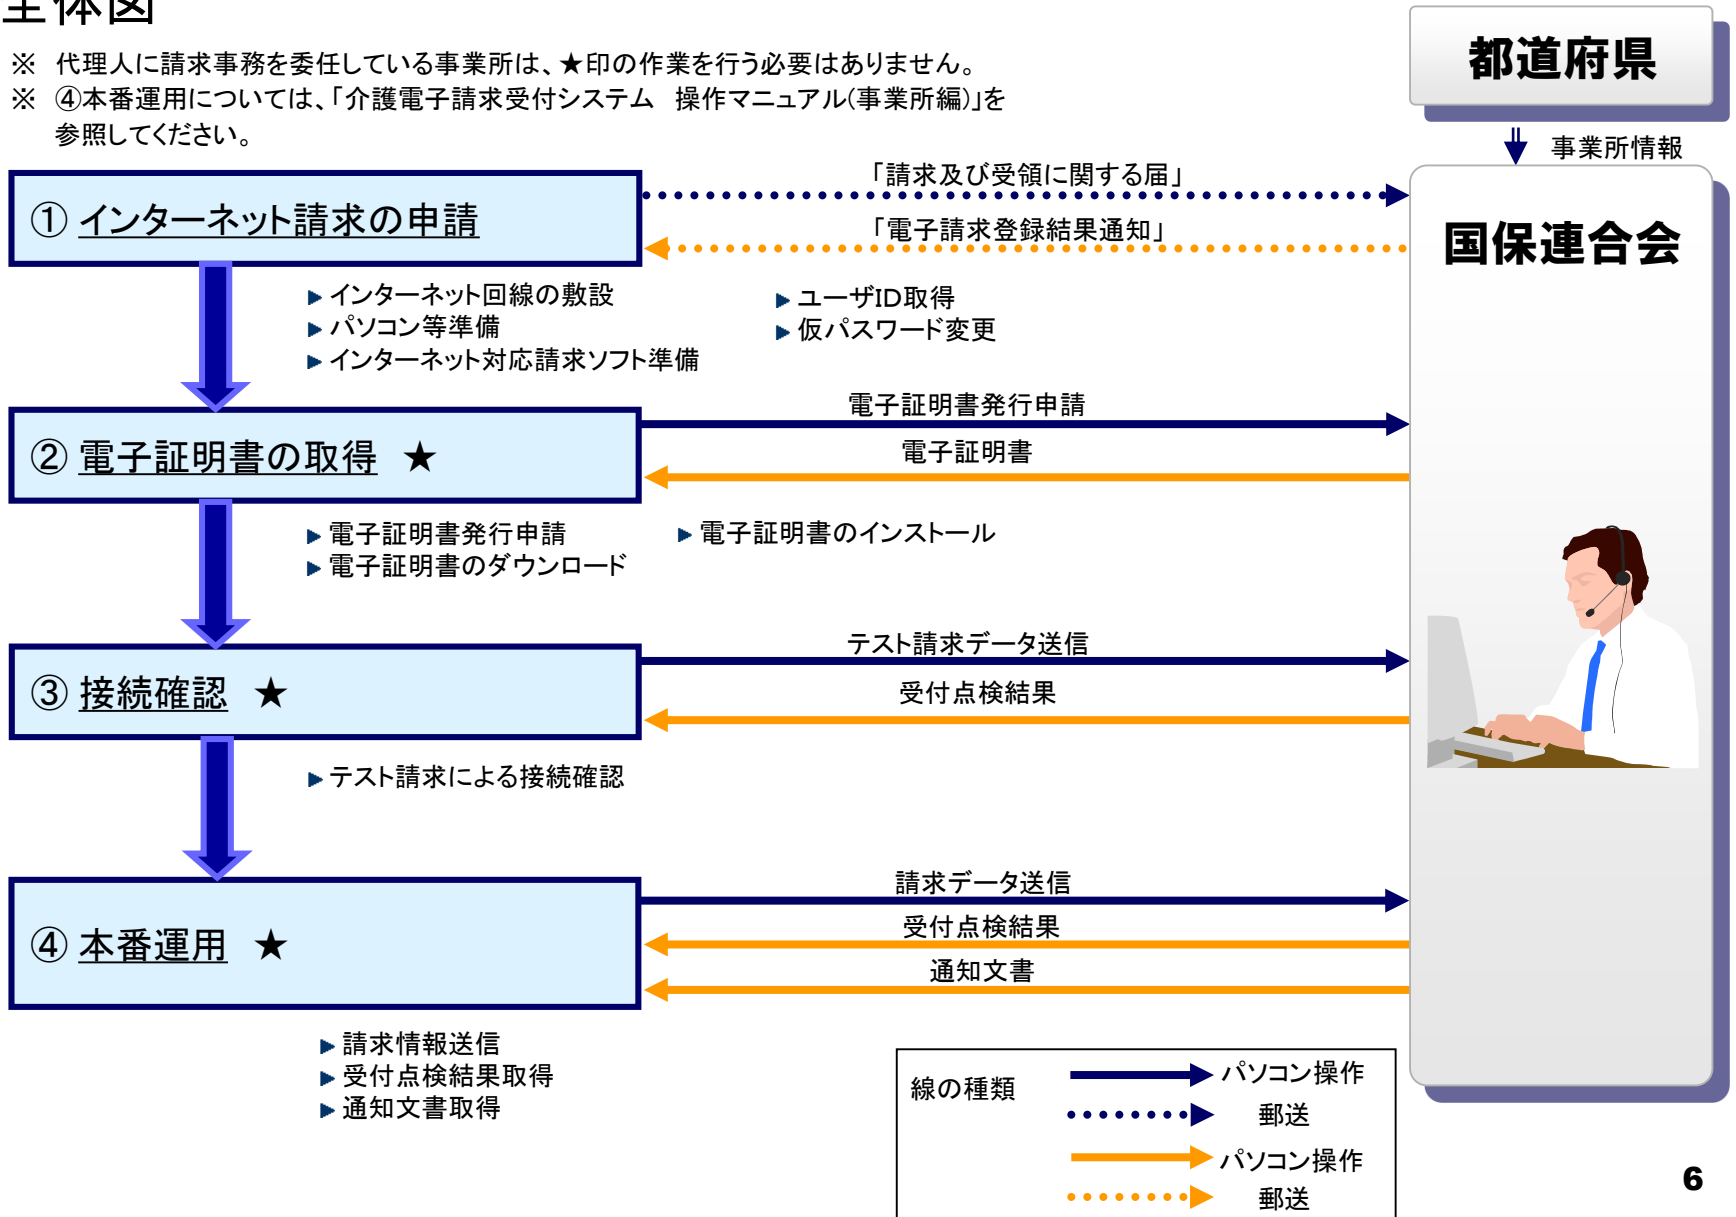 全体図
※　代理人に請求事務を委任している事業所は、★印の作業を行う必要はありません。
※　④本番運用については、「介護電子請求受付システム　操作マニュアル(事業所編)」を
参照してください。
都道府県
事業所情報
国保連合会
① インターネット請求の申請
「請求及び受領に関する届」
「電子請求登録結果通知」
インターネット回線の敷設
パソコン等準備
インターネット対応請求ソフト準備
ユーザID取得
仮パスワード変更
② 電子証明書の取得　★
電子証明書発行申請
電子証明書
電子証明書発行申請
電子証明書のダウンロード
電子証明書のインストール
③ 接続確認　★
テスト請求データ送信
受付点検結果
テスト請求による接続確認
④ 本番運用　★
請求データ送信
受付点検結果
通知文書
請求情報送信
受付点検結果取得
通知文書取得
線の種類
パソコン操作
郵送
パソコン操作
郵送
6